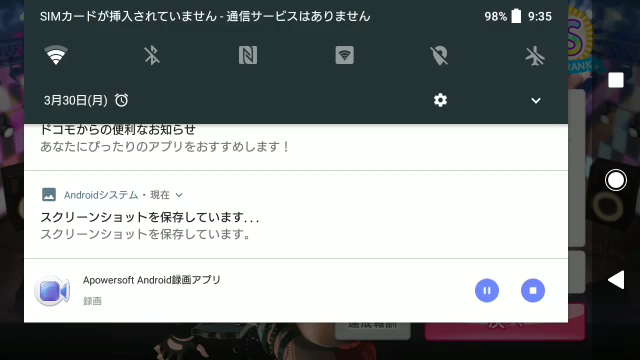 SIMカードが挿入されていません - 通信サービスはありません 98% 9:35
3月30日(月)
ドコモからの便利なお知らせ
あなたにぴったりのアプリをおすすめします！
Androidシステム • 現在
スクリーンショットを保存しています...
スクリーンショットを保存しています。
Apowersoft Android録画アプリ
録画
達成報酬
RANK